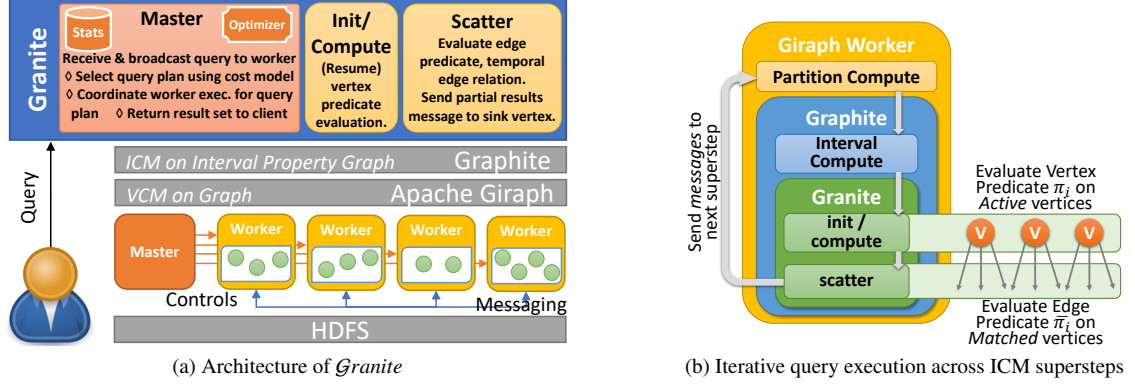 Granite
Stats
Master
Optimizer
Receive & broadcast query to worker
◊ Select query plan using cost model
◊ Coordinate worker exec. for query
plan ◊ Return result set to client
Init/
Compute
(Resume)
vertex
predicate
evaluation.
Scatter
Evaluate edge
predicate, temporal
edge relation.
Send partial results
message to sink vertex.
Query
ICM on Interval Property Graph Graphite
VCM on Graph Apache Giraph
Master
Worker
Worker
Worker
Worker
Controls
Messaging
HDFS
(a) Architecture of Granite
Giraph Worker
Partition Compute
Graphite
Interval
Compute
Granite
init /
compute
scatter
Send messages to
next superstep
Evaluate Vertex
Predicate π_i on
Active vertices
V V V
Evaluate Edge
Predicate π̄_i on
Matched vertices
(b) Iterative query execution across ICM supersteps